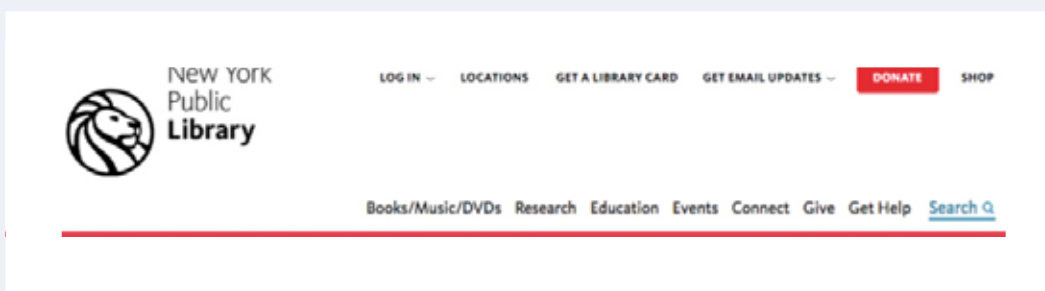 New York
Public
Library
LOG IN LOCATIONS GET A LIBRARY CARD GET EMAIL UPDATES DONATE SHOP
Books/Music/DVDs Research Education Events Connect Give Get Help Search